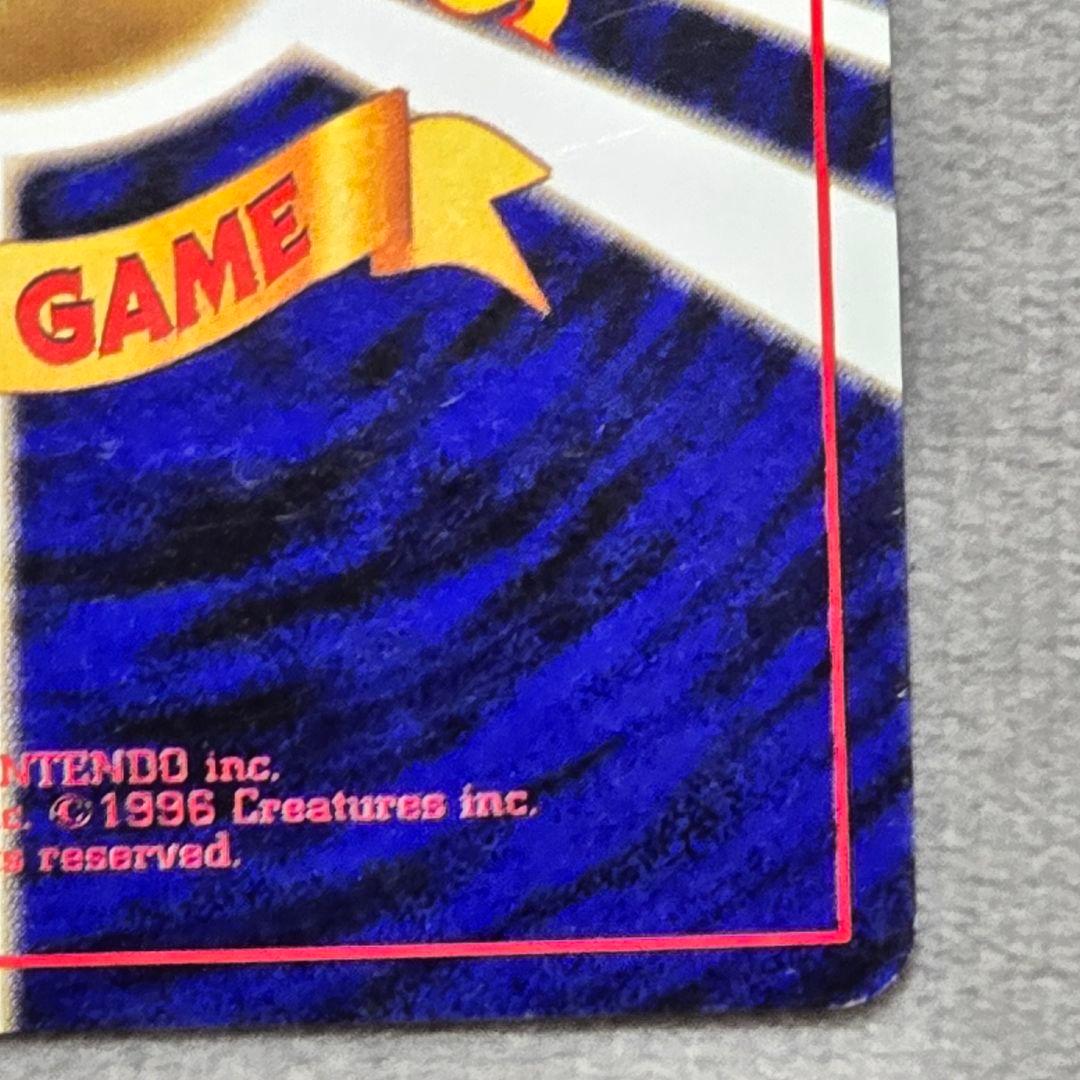 GAME
NTENDO inc.
c. ©1996 Creatures inc.
s reserved.